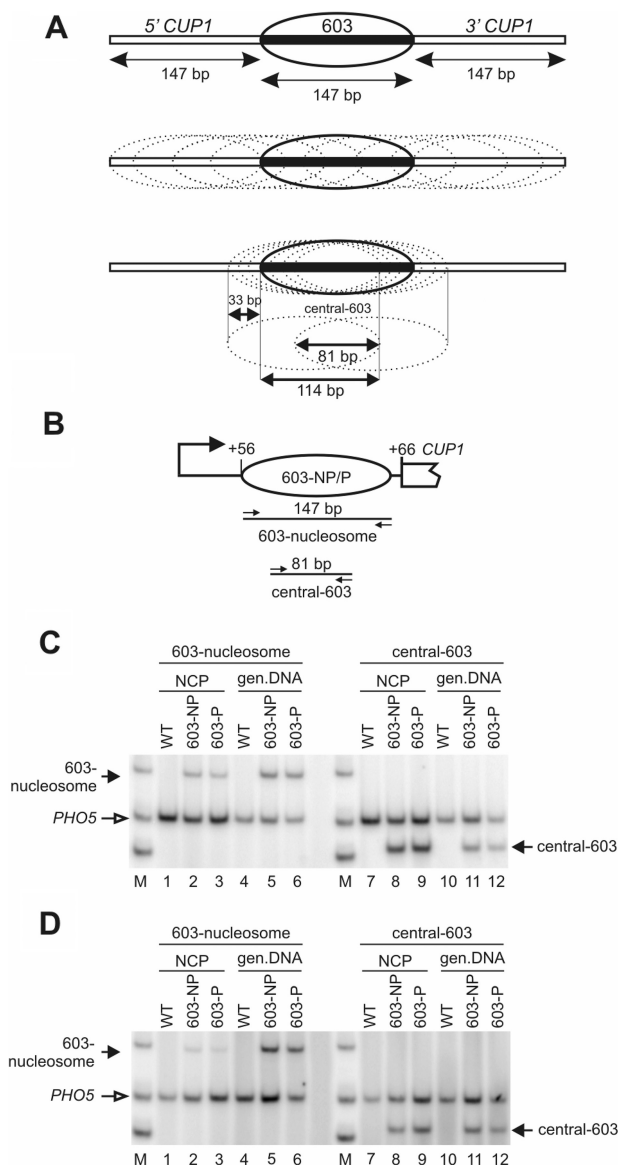 A
5’ CUP1 603 3’ CUP1
147 bp 147 bp 147 bp
33 bp central-603
81 bp
114 bp
B
+56 +66 CUP1
603-NP/P
147 bp
603-nucleosome
81 bp
central-603
C
603-nucleosome central-603
NCP gen.DNA NCP gen.DNA
WT 603-NP 603-P WT 603-NP 603-P WT 603-NP 603-P WT 603-NP 603-P
603-
nucleosome
PHO5
central-603
M 1 2 3 4 5 6 M 7 8 9 10 11 12
D
603-nucleosome central-603
NCP gen.DNA NCP gen.DNA
WT 603-NP 603-P WT 603-NP 603-P WT 603-NP 603-P WT 603-NP 603-P
603-
nucleosome
PHO5
central-603
M 1 2 3 4 5 6 M 7 8 9 10 11 12